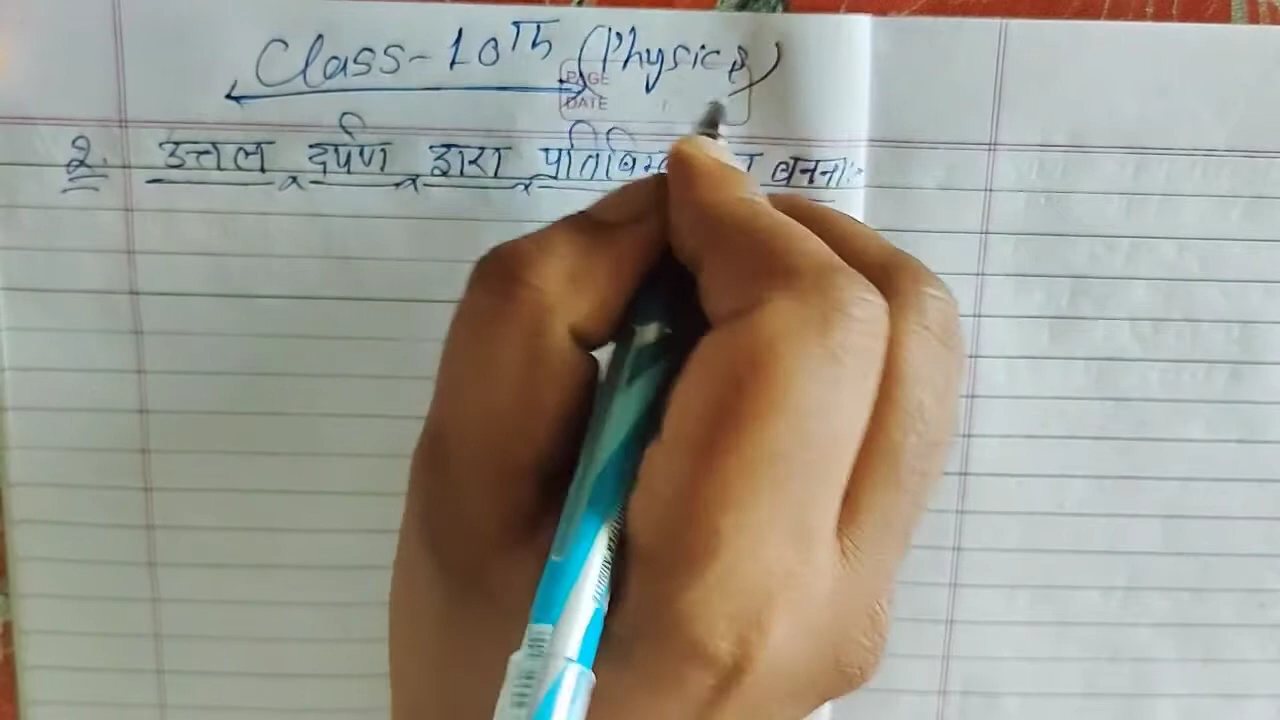 Class-10Th (Physics)
PAGE
DATE
2. उत्तल दर्पण द्वारा बनना:-